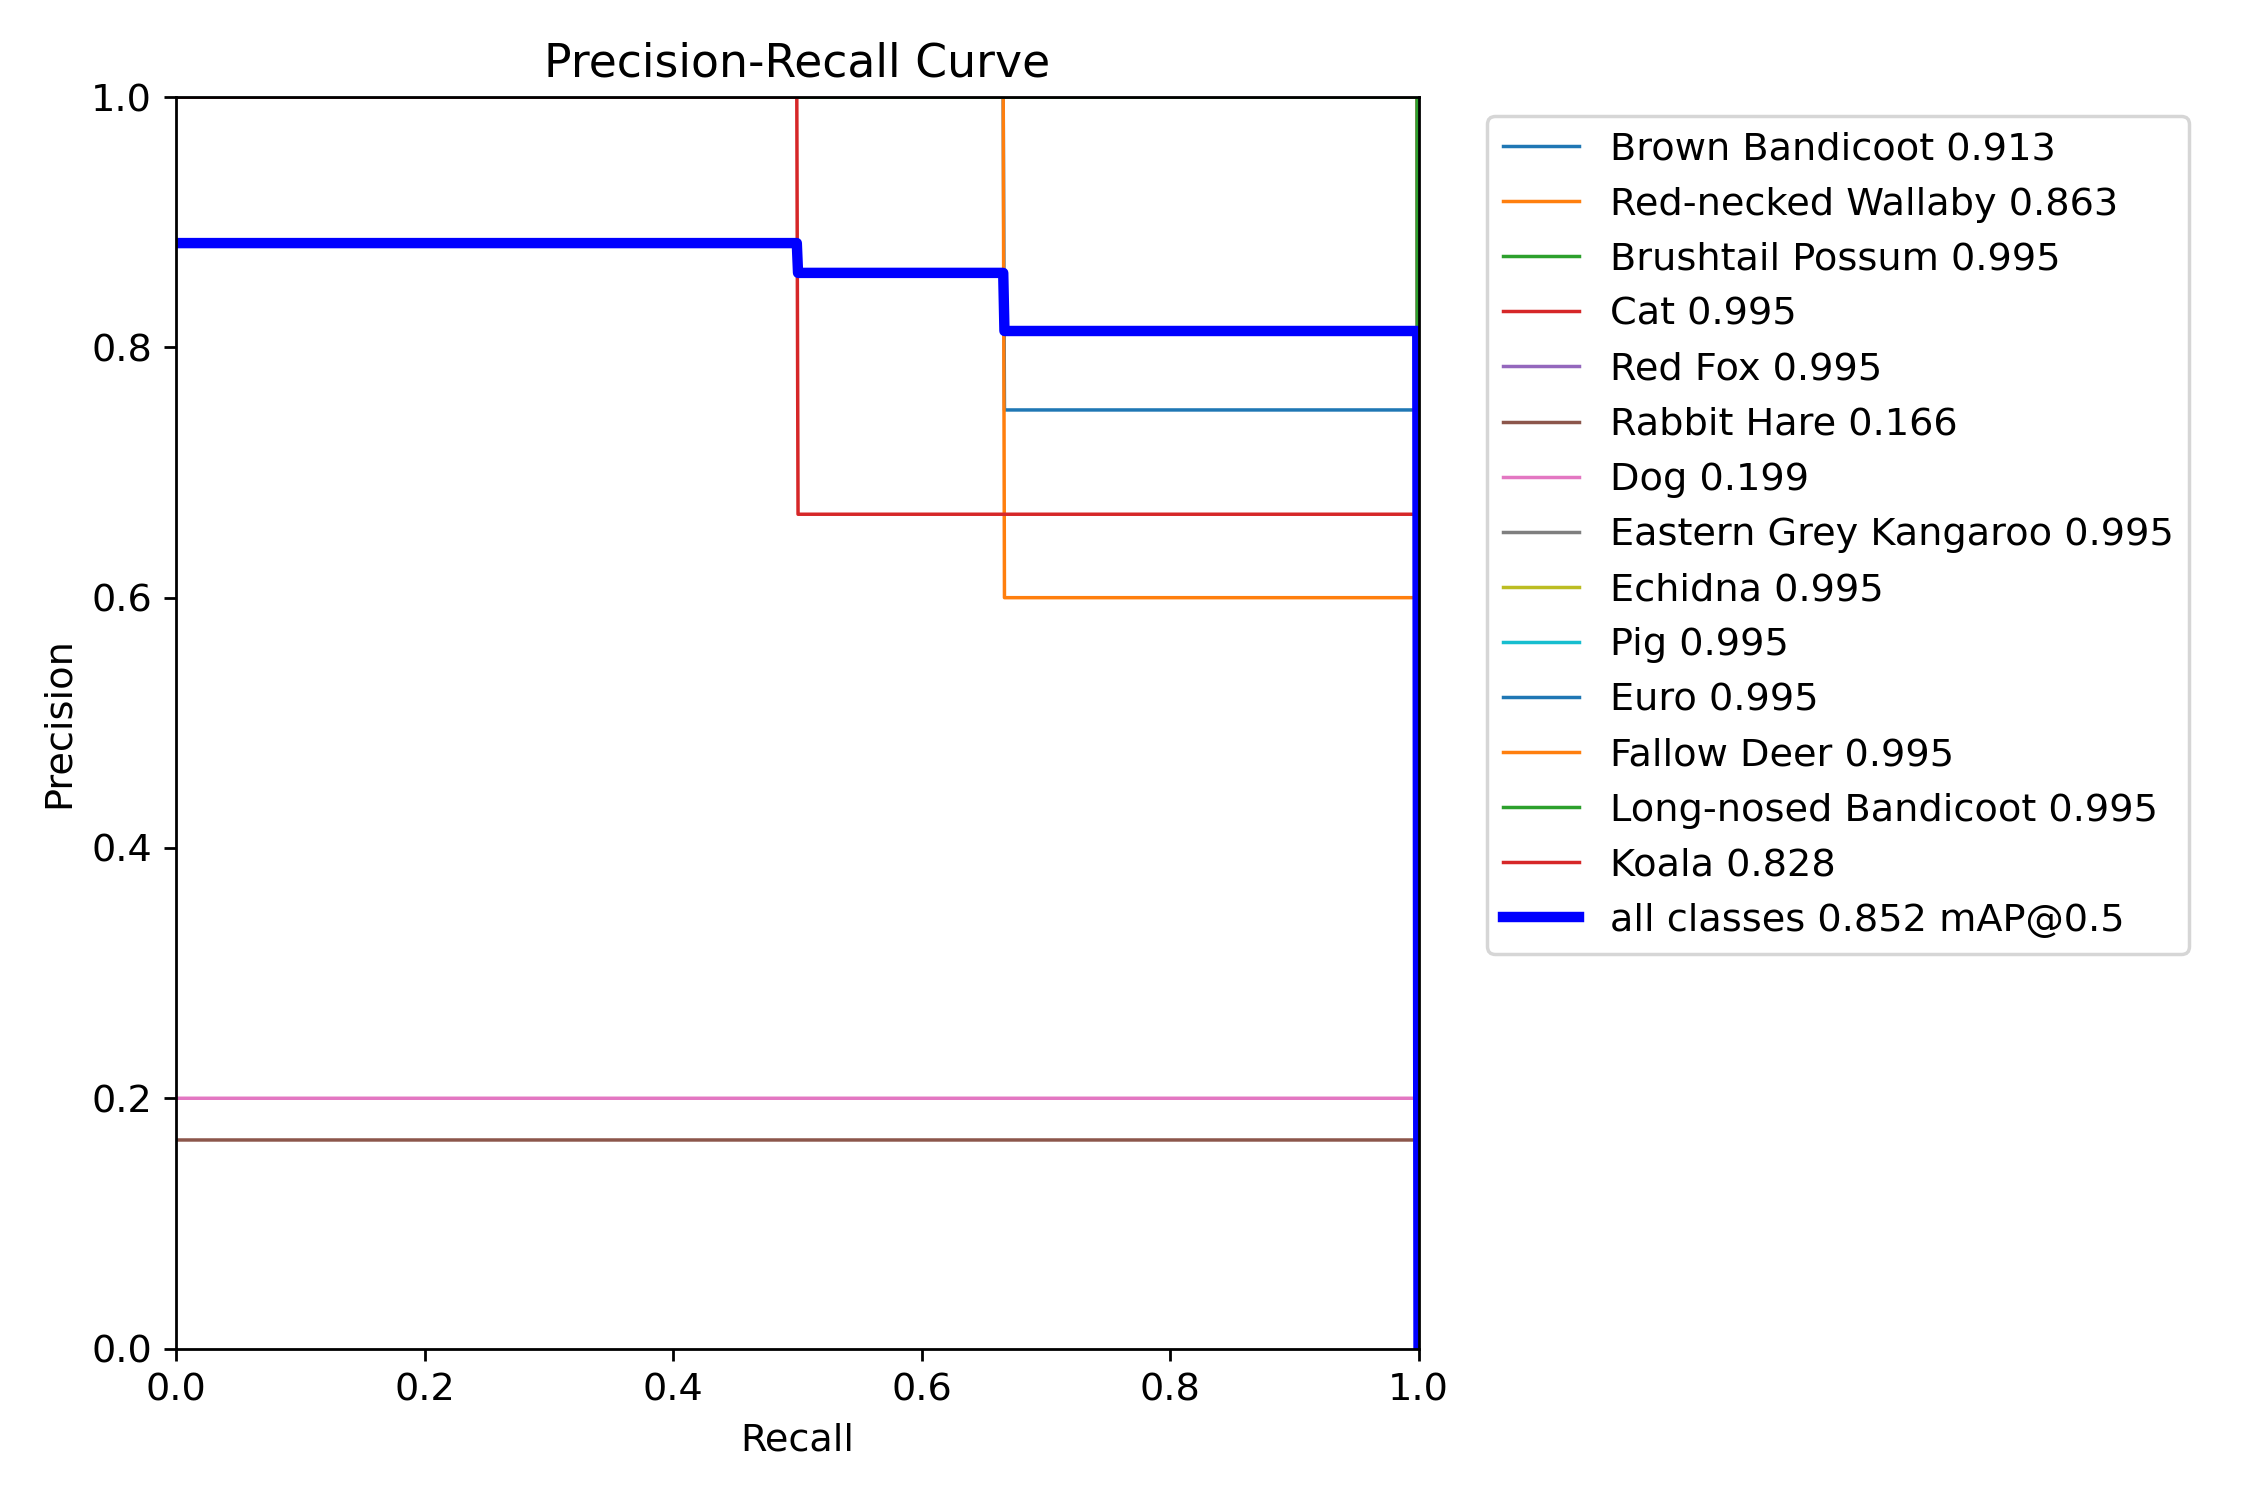 Precision-Recall Curve
1.0
0.8
0.6
0.4
0.2
0.0
Precision
0.0 0.2 0.4 0.6 0.8 1.0
Recall
Brown Bandicoot 0.913
Red-necked Wallaby 0.863
Brushtail Possum 0.995
Cat 0.995
Red Fox 0.995
Rabbit Hare 0.166
Dog 0.199
Eastern Grey Kangaroo 0.995
Echidna 0.995
Pig 0.995
Euro 0.995
Fallow Deer 0.995
Long-nosed Bandicoot 0.995
Koala 0.828
all classes 0.852 mAP@0.5